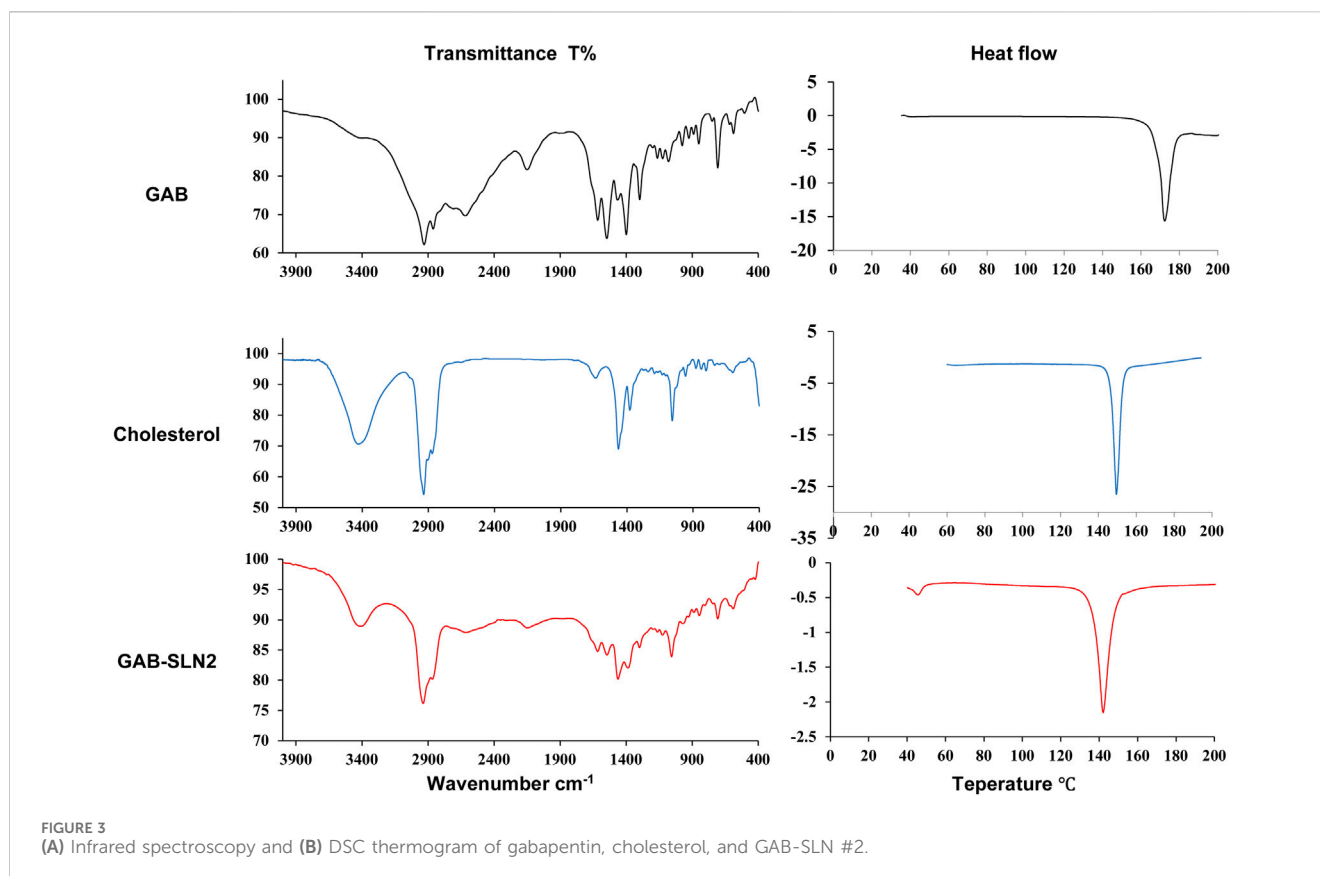 Transmittance T%
Heat flow
GAB
100
90
80
70
60
3900 3400 2900 2400 1900 1400 900 400
5
0
-5
-10
-15
-20
0 20 40 60 80 100 120 140 160 180 200
Cholesterol
100
90
80
70
60
50
3900 3400 2900 2400 1900 1400 900 400
5
-5
-15
-25
-35
0 20 40 60 80 100 120 140 160 180 200
GAB-SLN2
100
95
90
85
80
75
70
3900 3400 2900 2400 1900 1400 900 400
Wavenumber cm⁻¹
0
-0.5
-1
-1.5
-2
-2.5
0 20 40 60 80 100 120 140 160 180 200
Teperature °C
FIGURE 3
(A) Infrared spectroscopy and (B) DSC thermogram of gabapentin, cholesterol, and GAB-SLN #2.